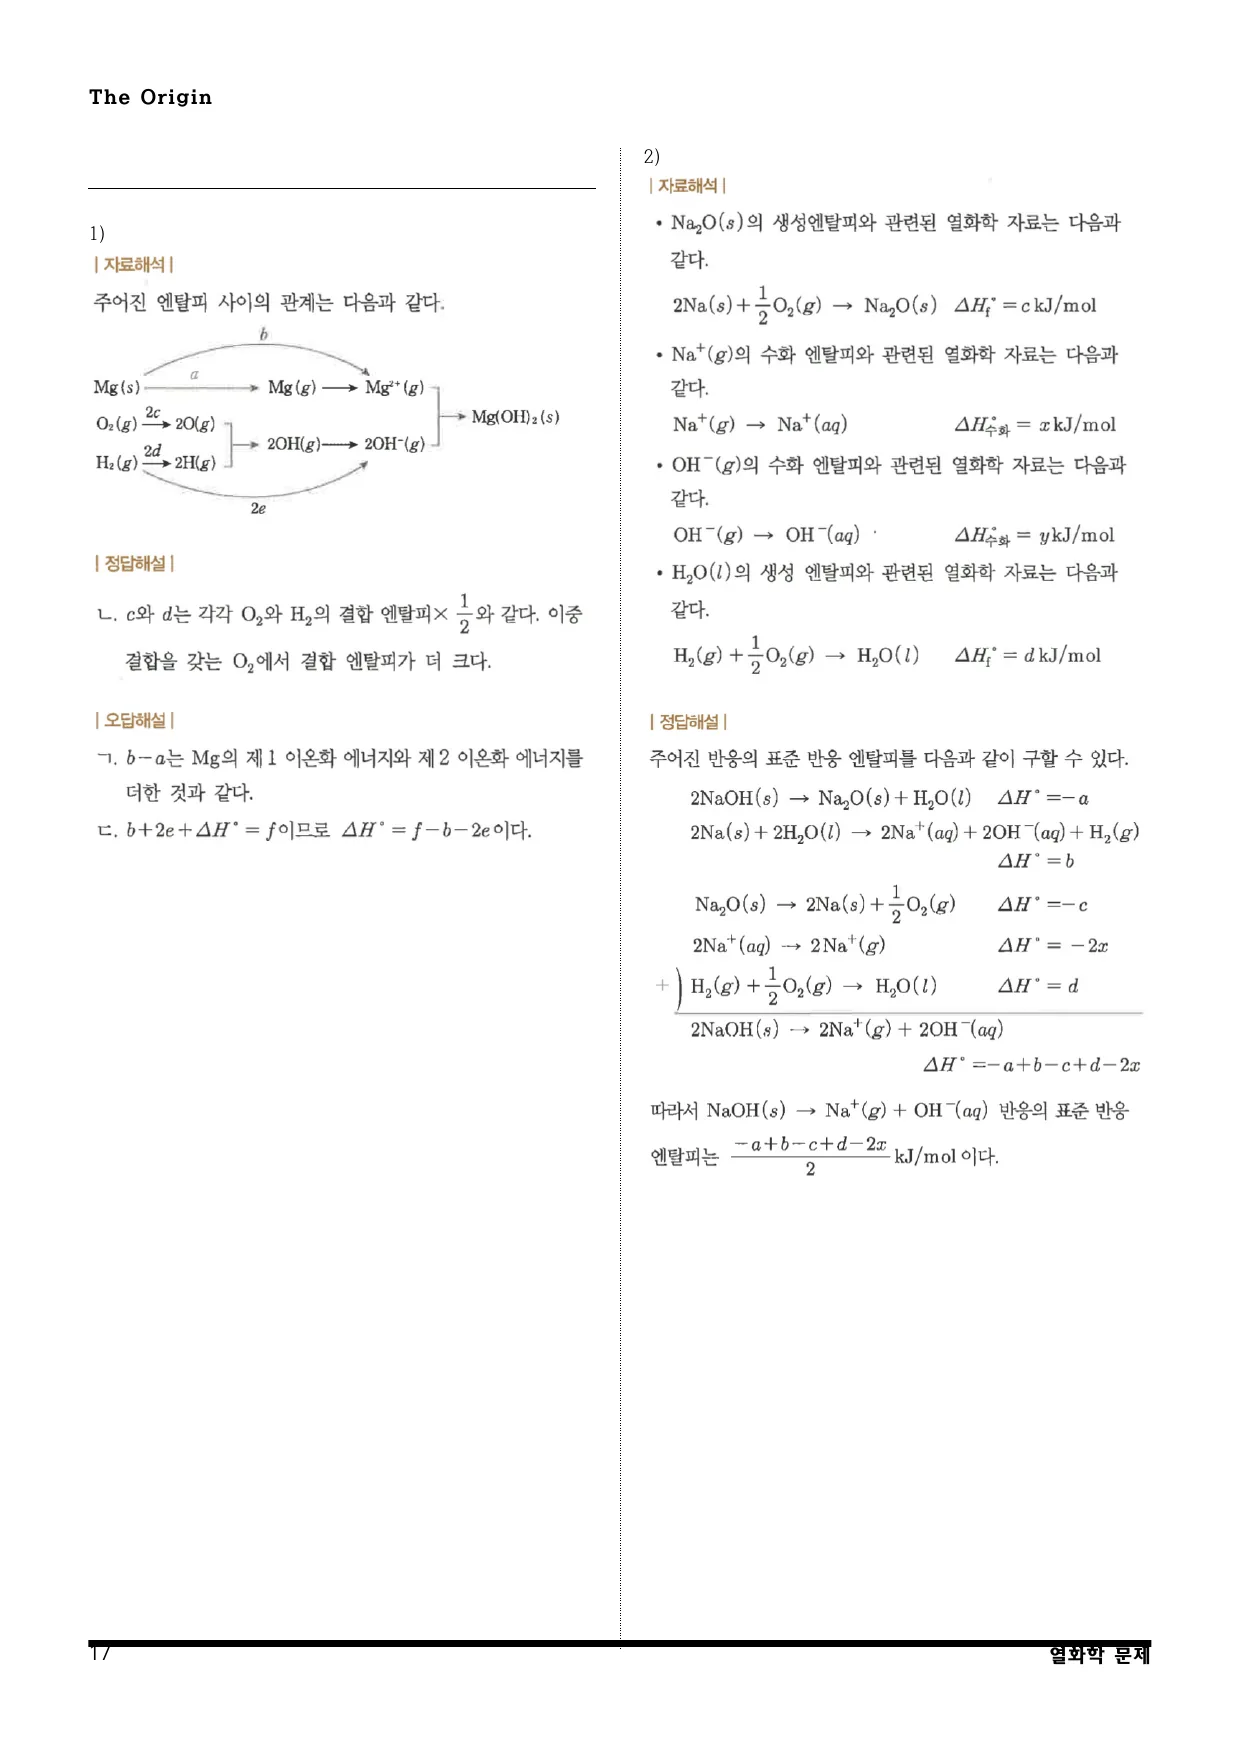 The Origin
1)
| 자료해석 |
주어진 엔탈피 사이의 관계는 다음과 같다.
b
Mg(s) a → Mg(g) → Mg²⁺(g)
O₂(g) 2c → 2O(g)
→ Mg(OH)₂(s)
→ 2OH(g) → 2OH⁻(g)
H₂(g) 2d → 2H(g)
2e
| 정답해설 |
ㄴ. c와 d는 각각 O₂와 H₂의 결합 엔탈피× 1/2 와 같다. 이중
결합을 갖는 O₂에서 결합 엔탈피가 더 크다.
| 오답해설 |
ㄱ. b-a는 Mg의 제1 이온화 에너지와 제2 이온화 에너지를
더한 것과 같다.
ㄷ. b+2e+ΔH° = f이므로 ΔH° = f-b-2e이다.
2)
| 자료해석 |
• Na₂O(s)의 생성엔탈피와 관련된 열화학 자료는 다음과
같다.
2Na(s)+1/2 O₂(g) → Na₂O(s) ΔHf° = c kJ/mol
• Na⁺(g)의 수화 엔탈피와 관련된 열화학 자료는 다음과
같다.
Na⁺(g) → Na⁺(aq) ΔH°수화 = x kJ/mol
• OH⁻(g)의 수화 엔탈피와 관련된 열화학 자료는 다음과
같다.
OH⁻(g) → OH⁻(aq) ΔH°수화 = y kJ/mol
• H₂O(l)의 생성 엔탈피와 관련된 열화학 자료는 다음과
같다.
H₂(g) + 1/2 O₂(g) → H₂O(l) ΔHf° = d kJ/mol
| 정답해설 |
주어진 반응의 표준 반응 엔탈피를 다음과 같이 구할 수 있다.
2NaOH(s) → Na₂O(s)+H₂O(l) ΔH° =-a
2Na(s)+2H₂O(l) → 2Na⁺(aq)+2OH⁻(aq)+H₂(g)
ΔH° = b
Na₂O(s) → 2Na(s)+1/2 O₂(g) ΔH° =-c
2Na⁺(aq) → 2Na⁺(g) ΔH° = -2x
+) H₂(g) + 1/2 O₂(g) → H₂O(l) ΔH° = d
2NaOH(s) → 2Na⁺(g) + 2OH⁻(aq)
ΔH° =-a+b-c+d-2x
따라서 NaOH(s) → Na⁺(g) + OH⁻(aq) 반응의 표준 반응
엔탈피는 (-a+b-c+d-2x)/2 kJ/mol 이다.
17
열화학 문제